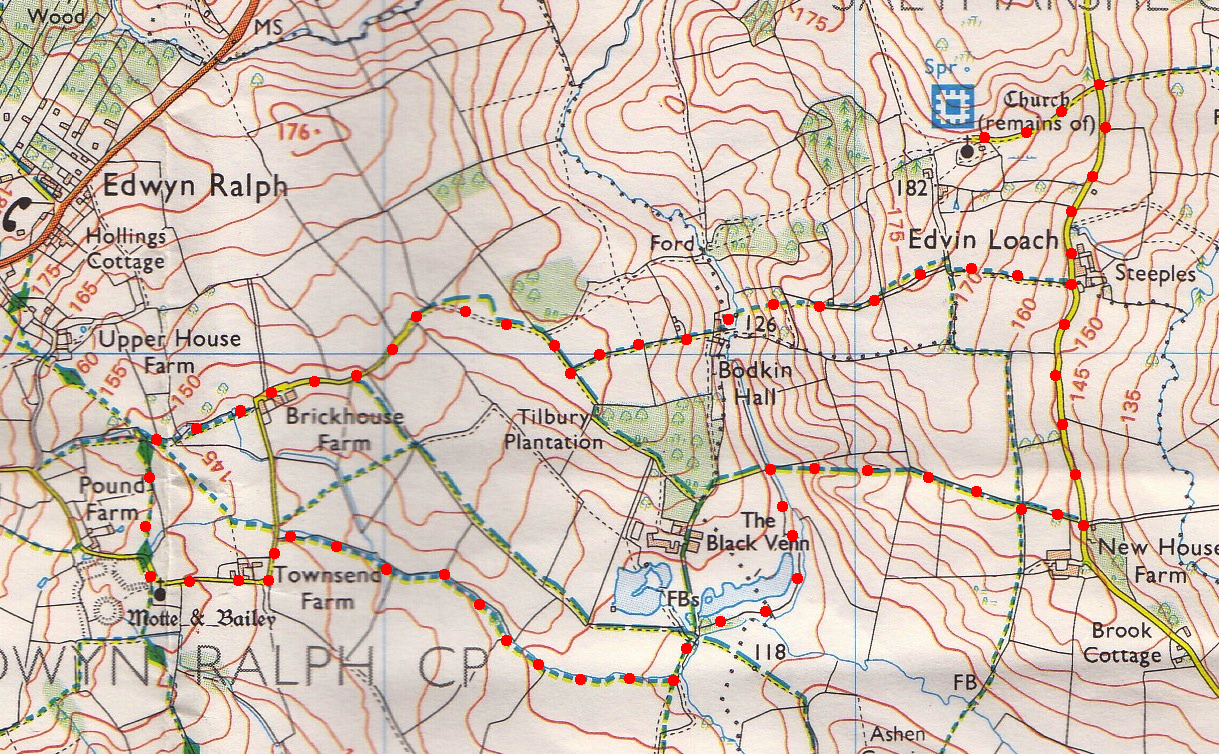 Wood
MS
175
176
Spr
Church
(remains of)
Edwyn Ralph
182
175
Hollings
Cottage
Ford
Edvin Loach
Steeples
175
165
170
160
150
Upper House
Farm
126
60
155
150
Bodkin
Hall
145
135
Brickhouse
Farm
Tilbury
Plantation
145
Pound
Farm
The
Black Venn
New House
Farm
Townsend
Farm
FBs
Motte & Bailey
118
Brook
Cottage
DWYN RALPH CP
FB
Ashen